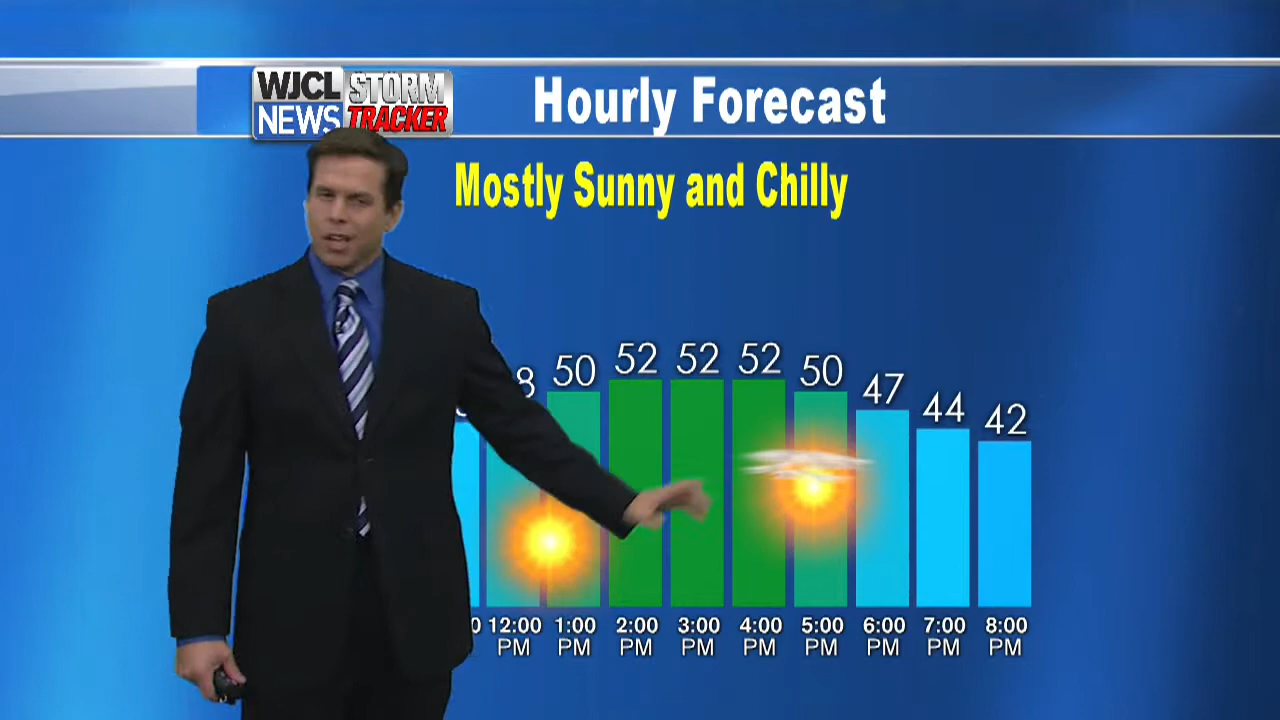 WJCL STORM
NEWS TRACKER
Hourly Forecast
Mostly Sunny and Chilly
50 52 52 52 50 47 44 42
12:00 1:00 2:00 3:00 4:00 5:00 6:00 7:00 8:00
PM PM PM PM PM PM PM PM PM